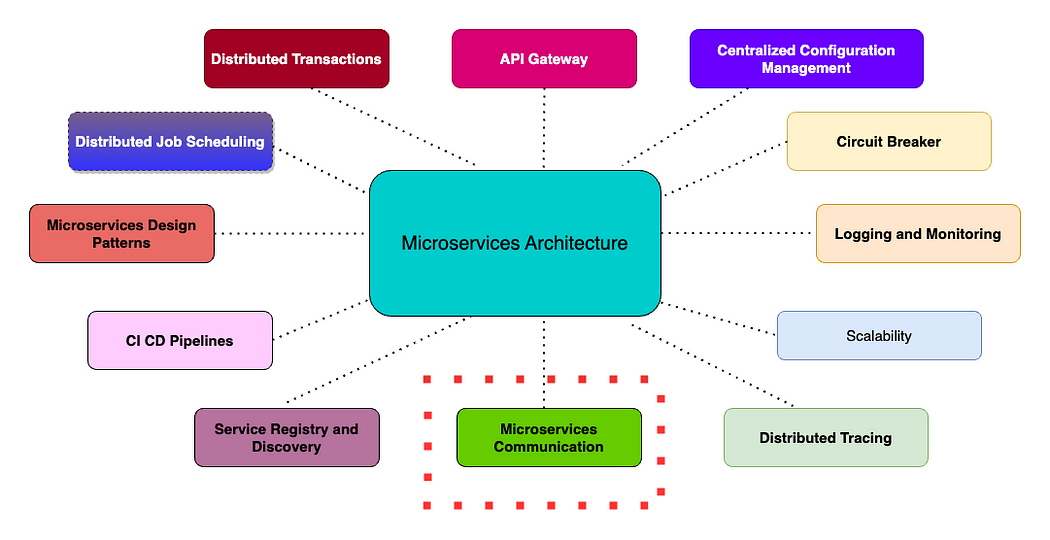 Distributed Transactions
API Gateway
Centralized Configuration
Management
Distributed Job Scheduling
Circuit Breaker
Microservices Design
Patterns
Microservices Architecture
Logging and Monitoring
CI CD Pipelines
Scalability
Service Registry and
Discovery
Microservices
Communication
Distributed Tracing